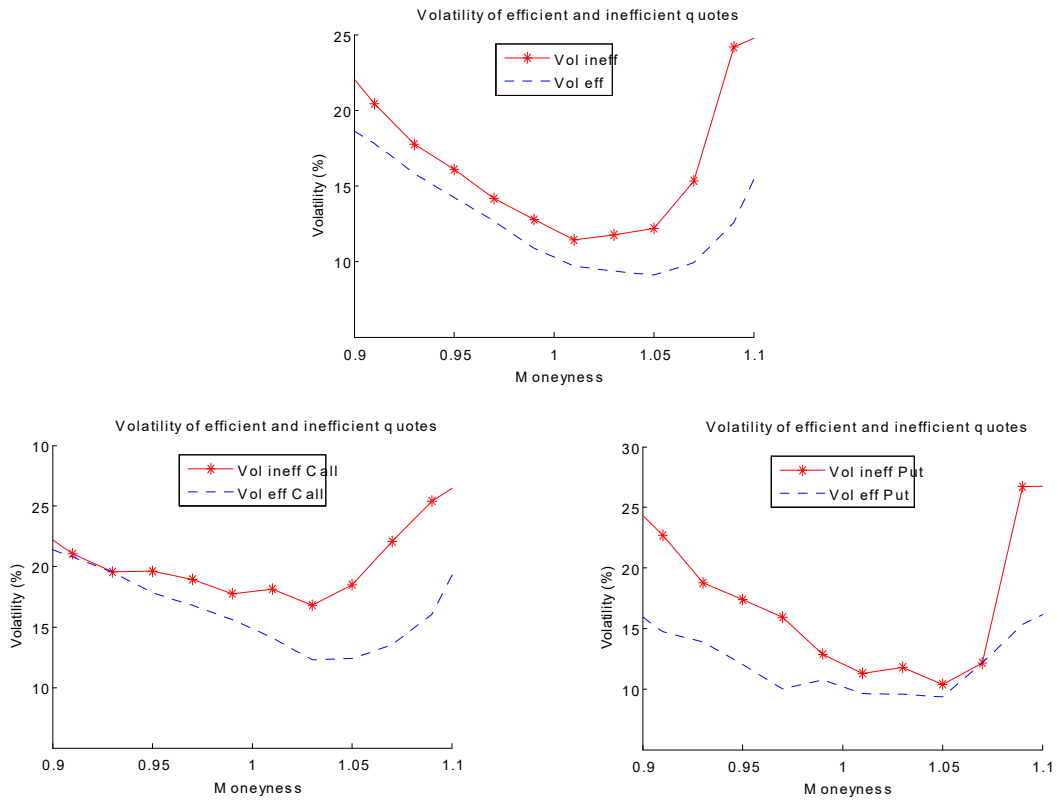 Volatility of efficient and inefficient quotes
25
20
15
10
Volatility (%)
Vol ineff
Vol eff
0.9 0.95 1 1.05 1.1
Moneyness
Volatility of efficient and inefficient quotes
10
25
20
15
10
Volatility (%)
Vol ineff Call
Vol eff Call
0.9 0.95 1 1.05 1.1
Moneyness
Volatility of efficient and inefficient quotes
30
25
20
15
10
5
Volatility (%)
Vol ineff Put
Vol eff Put
0.9 0.95 1 1.05 1.1
Moneyness